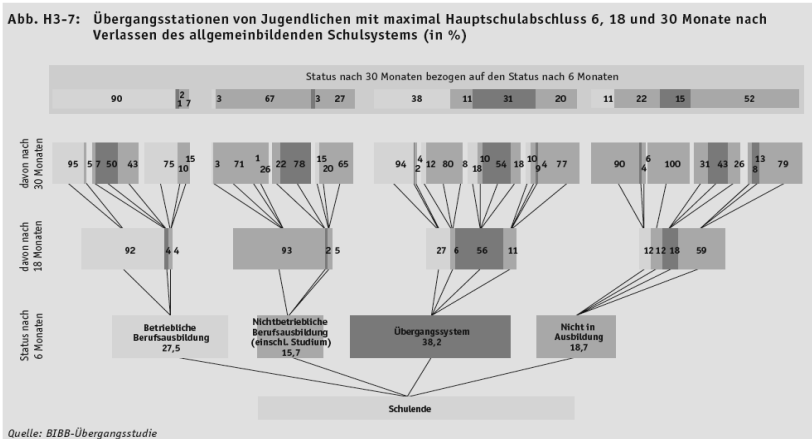 Abb. H3-7: Übergangsstationen von Jugendlichen mit maximal Hauptschulabschluss 6, 18 und 30 Monate nach
Verlassen des allgemeinbildenden Schulsystems (in %)
Status nach 30 Monaten bezogen auf den Status nach 6 Monaten
90 2 1 7 3 67 3 27 38 11 31 20 11 22 15 52
davon nach
30 Monaten
95 5 7 50 43 75 10 15 3 71 1 26 22 78 15 20 65 94 4 2 12 80 8 18 10 54 18 10 9 4 77 90 6 4 100 31 43 26 13 8 79
davon nach
18 Monaten
92 4 4 93 2 5 27 6 56 11 12 12 18 59
Status nach
6 Monaten
Betriebliche
Berufsausbildung
27,5
Nichtbetriebliche
Berufsausbildung
(einschl. Studium)
15,7
Übergangssystem
38,2
Nicht in
Ausbildung
18,7
Schulende
Quelle: BIBB-Übergangsstudie